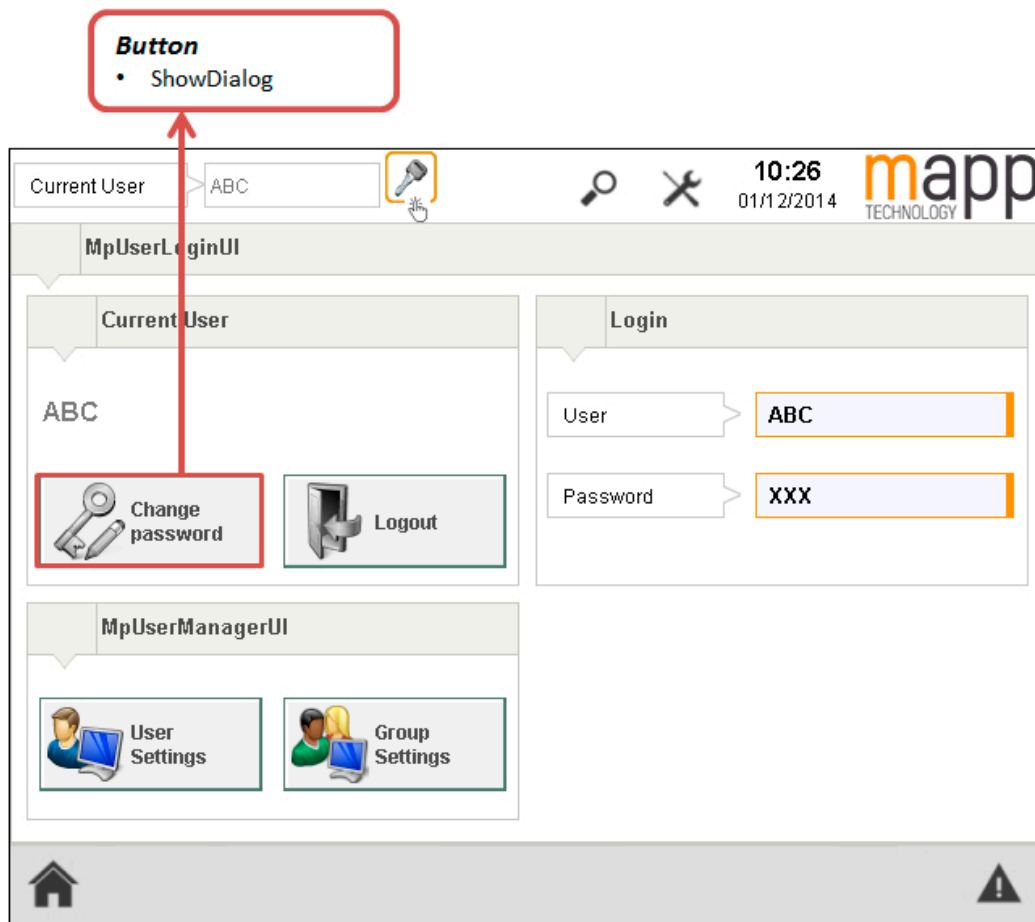 Button
• ShowDialog
Current User
ABC
10:26
01/12/2014
mapp
TECHNOLOGY
MpUserLoginUI
Current User
Login
ABC
User
ABC
Change
password
Logout
Password
XXX
MpUserManagerUI
User
Settings
Group
Settings